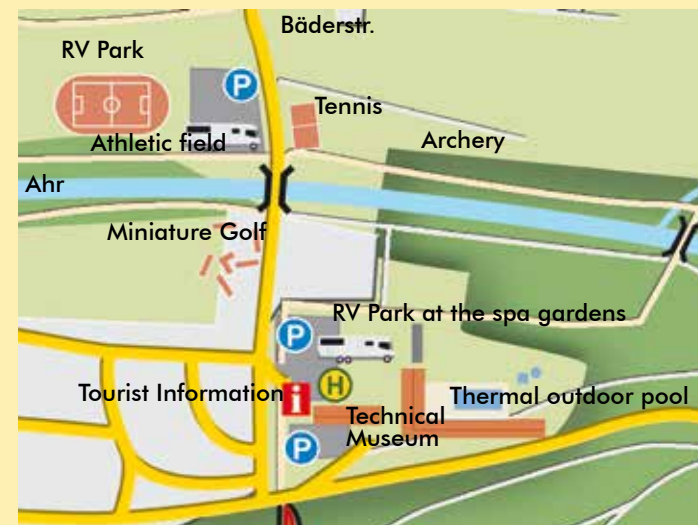 Bäderstr.
RV Park
P
Tennis
Athletic field
Archery
Ahr
Miniature Golf
RV Park at the spa gardens
P
Tourist Information
i
H
Thermal outdoor pool
Technical
Museum
P